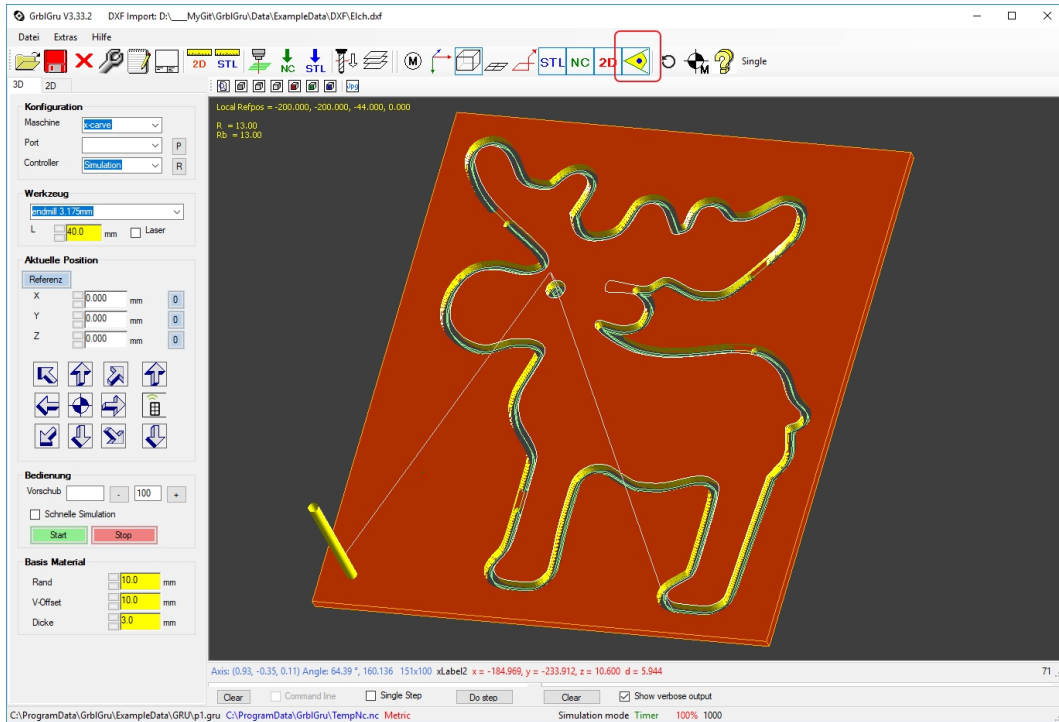 GrblGru V3.33.2 DXF Import: D:\___MyGit\GrblGru\Data\ExampleData\DXF\Elch.dxf
Datei Extras Hilfe
2D STL NC STL M STL NC 2D M Single
3D 2D Jpg
Konfiguration
Maschine x-carve
Port P
Controller Simulation R
Werkzeug
endmill 3.175mm
L 40.0 mm Laser
Aktuelle Position
Referenz
X 0.000 mm 0
Y 0.000 mm 0
Z 0.000 mm 0
Bedienung
Vorschub - 100 +
Schnelle Simulation
Start Stop
Basis Material
Rand 10.0 mm
V-Offset 10.0 mm
Dicke 3.0 mm
Local Refpos = -200.000, -200.000, -44.000, 0.000
R = 13.00
Rb = 13.00
Axis: (0.93, -0.35, 0.11) Angle: 64.39 °, 160.136 151x100 xLabel2 x = -184.969, y = -233.912, z = 10.600 d = 5.944 71
Clear Command line Single Step Do step Clear Show verbose output
C:\ProgramData\GrblGru\ExampleData\GRU\p1.gru C:\ProgramData\GrblGru\TempNc.nc Metric Simulation mode Timer 100% 1000